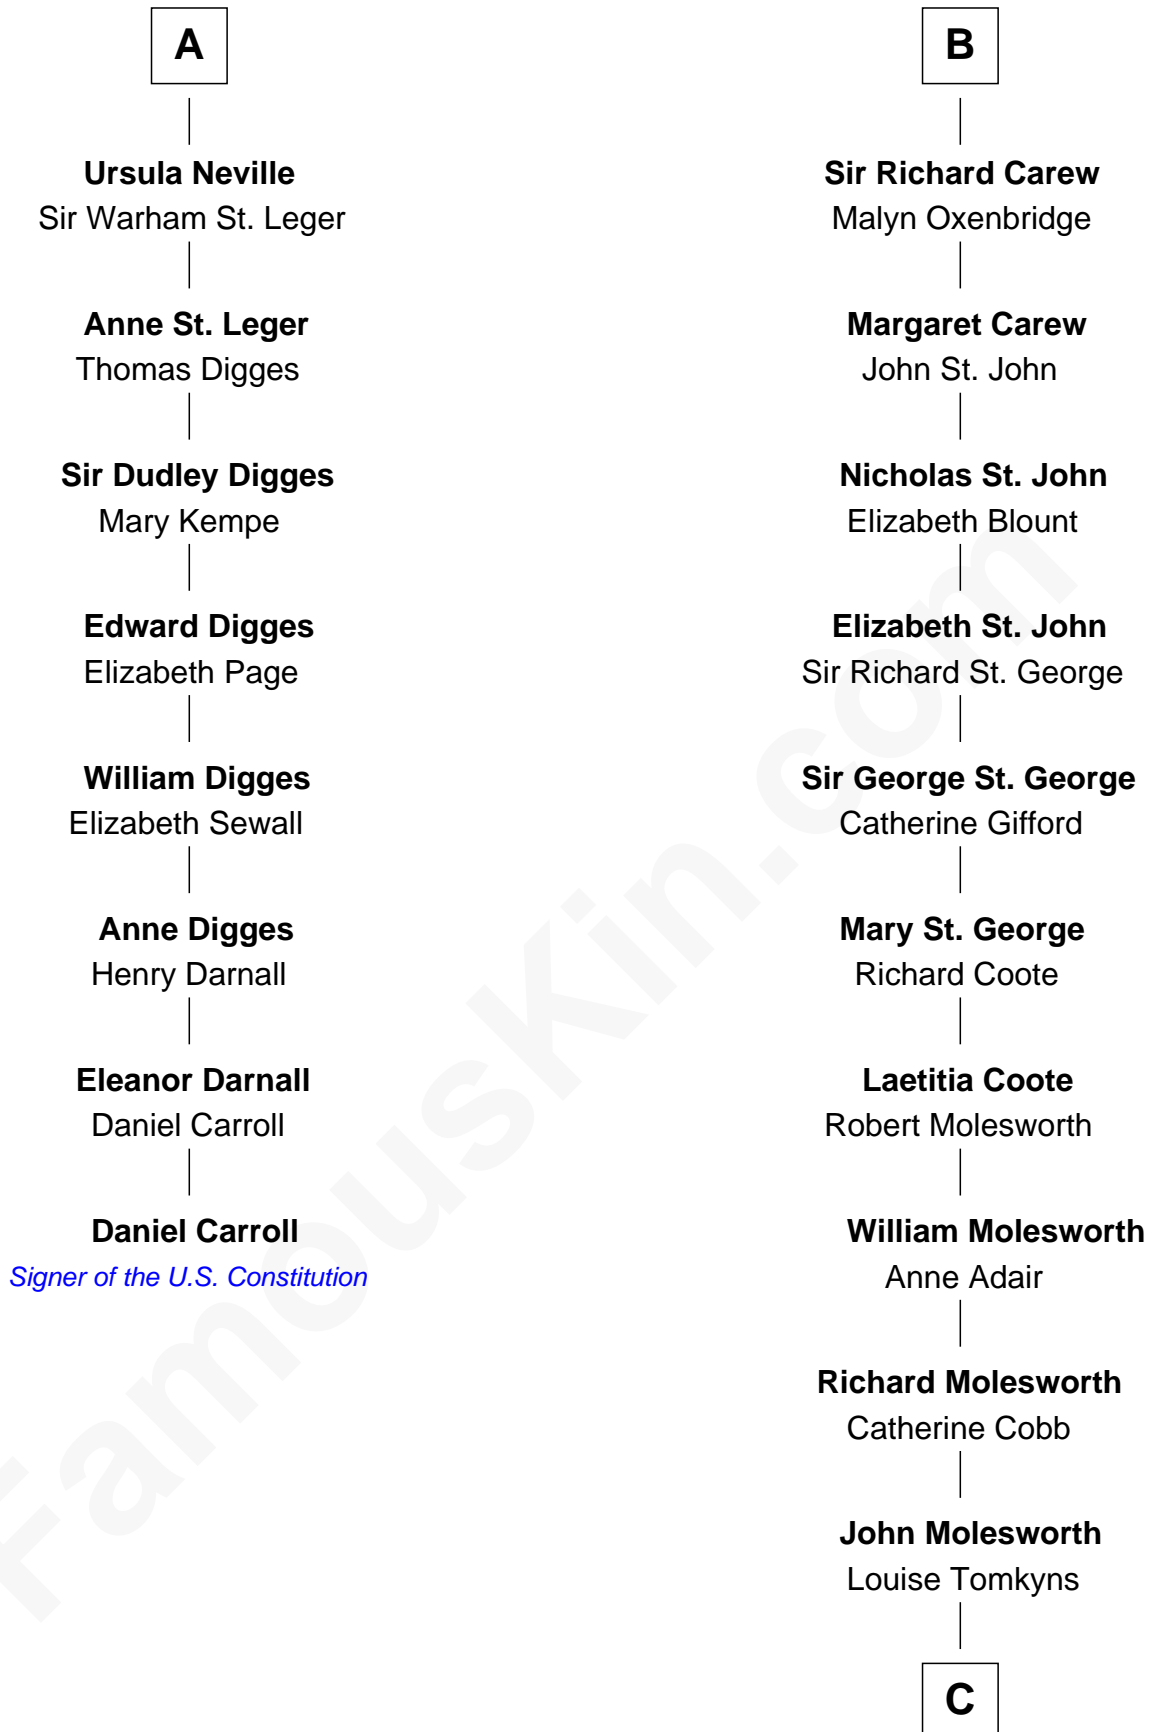 A
Ursula Neville
Sir Warham St. Leger
Anne St. Leger
Thomas Digges
Sir Dudley Digges
Mary Kempe
Edward Digges
Elizabeth Page
William Digges
Elizabeth Sewall
Anne Digges
Henry Darnall
Eleanor Darnall
Daniel Carroll
Daniel Carroll
Signer of the U.S. Constitution
B
Sir Richard Carew
Malyn Oxenbridge
Margaret Carew
John St. John
Nicholas St. John
Elizabeth Blount
Elizabeth St. John
Sir Richard St. George
Sir George St. George
Catherine Gifford
Mary St. George
Richard Coote
Laetitia Coote
Robert Molesworth
William Molesworth
Anne Adair
Richard Molesworth
Catherine Cobb
John Molesworth
Louise Tomkyns
C
FamousKin.com